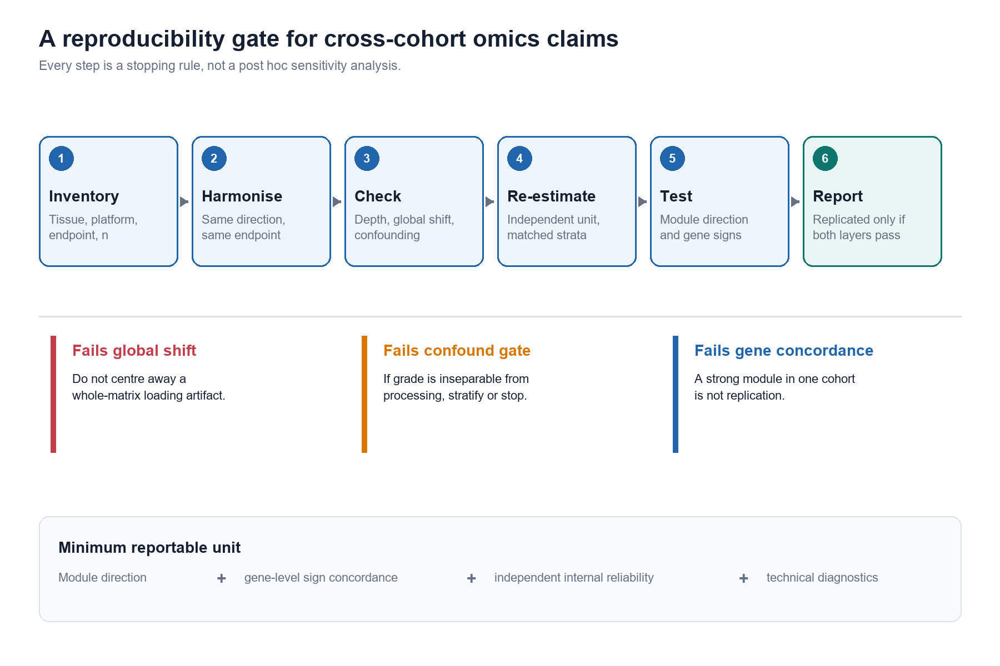 A reproducibility gate for cross-cohort omics claims
Every step is a stopping rule, not a post hoc sensitivity analysis.
1
Inventory
Tissue, platform,
endpoint, n
2
Harmonise
Same direction,
same endpoint
3
Check
Depth, global shift,
confounding
4
Re-estimate
Independent unit,
matched strata
5
Test
Module direction
and gene signs
6
Report
Replicated only if
both layers pass
Fails global shift
Do not centre away a
whole-matrix loading artifact.
Fails confound gate
If grade is inseparable from
processing, stratify or stop.
Fails gene concordance
A strong module in one cohort
is not replication.
Minimum reportable unit
Module direction + gene-level sign concordance + independent internal reliability + technical diagnostics